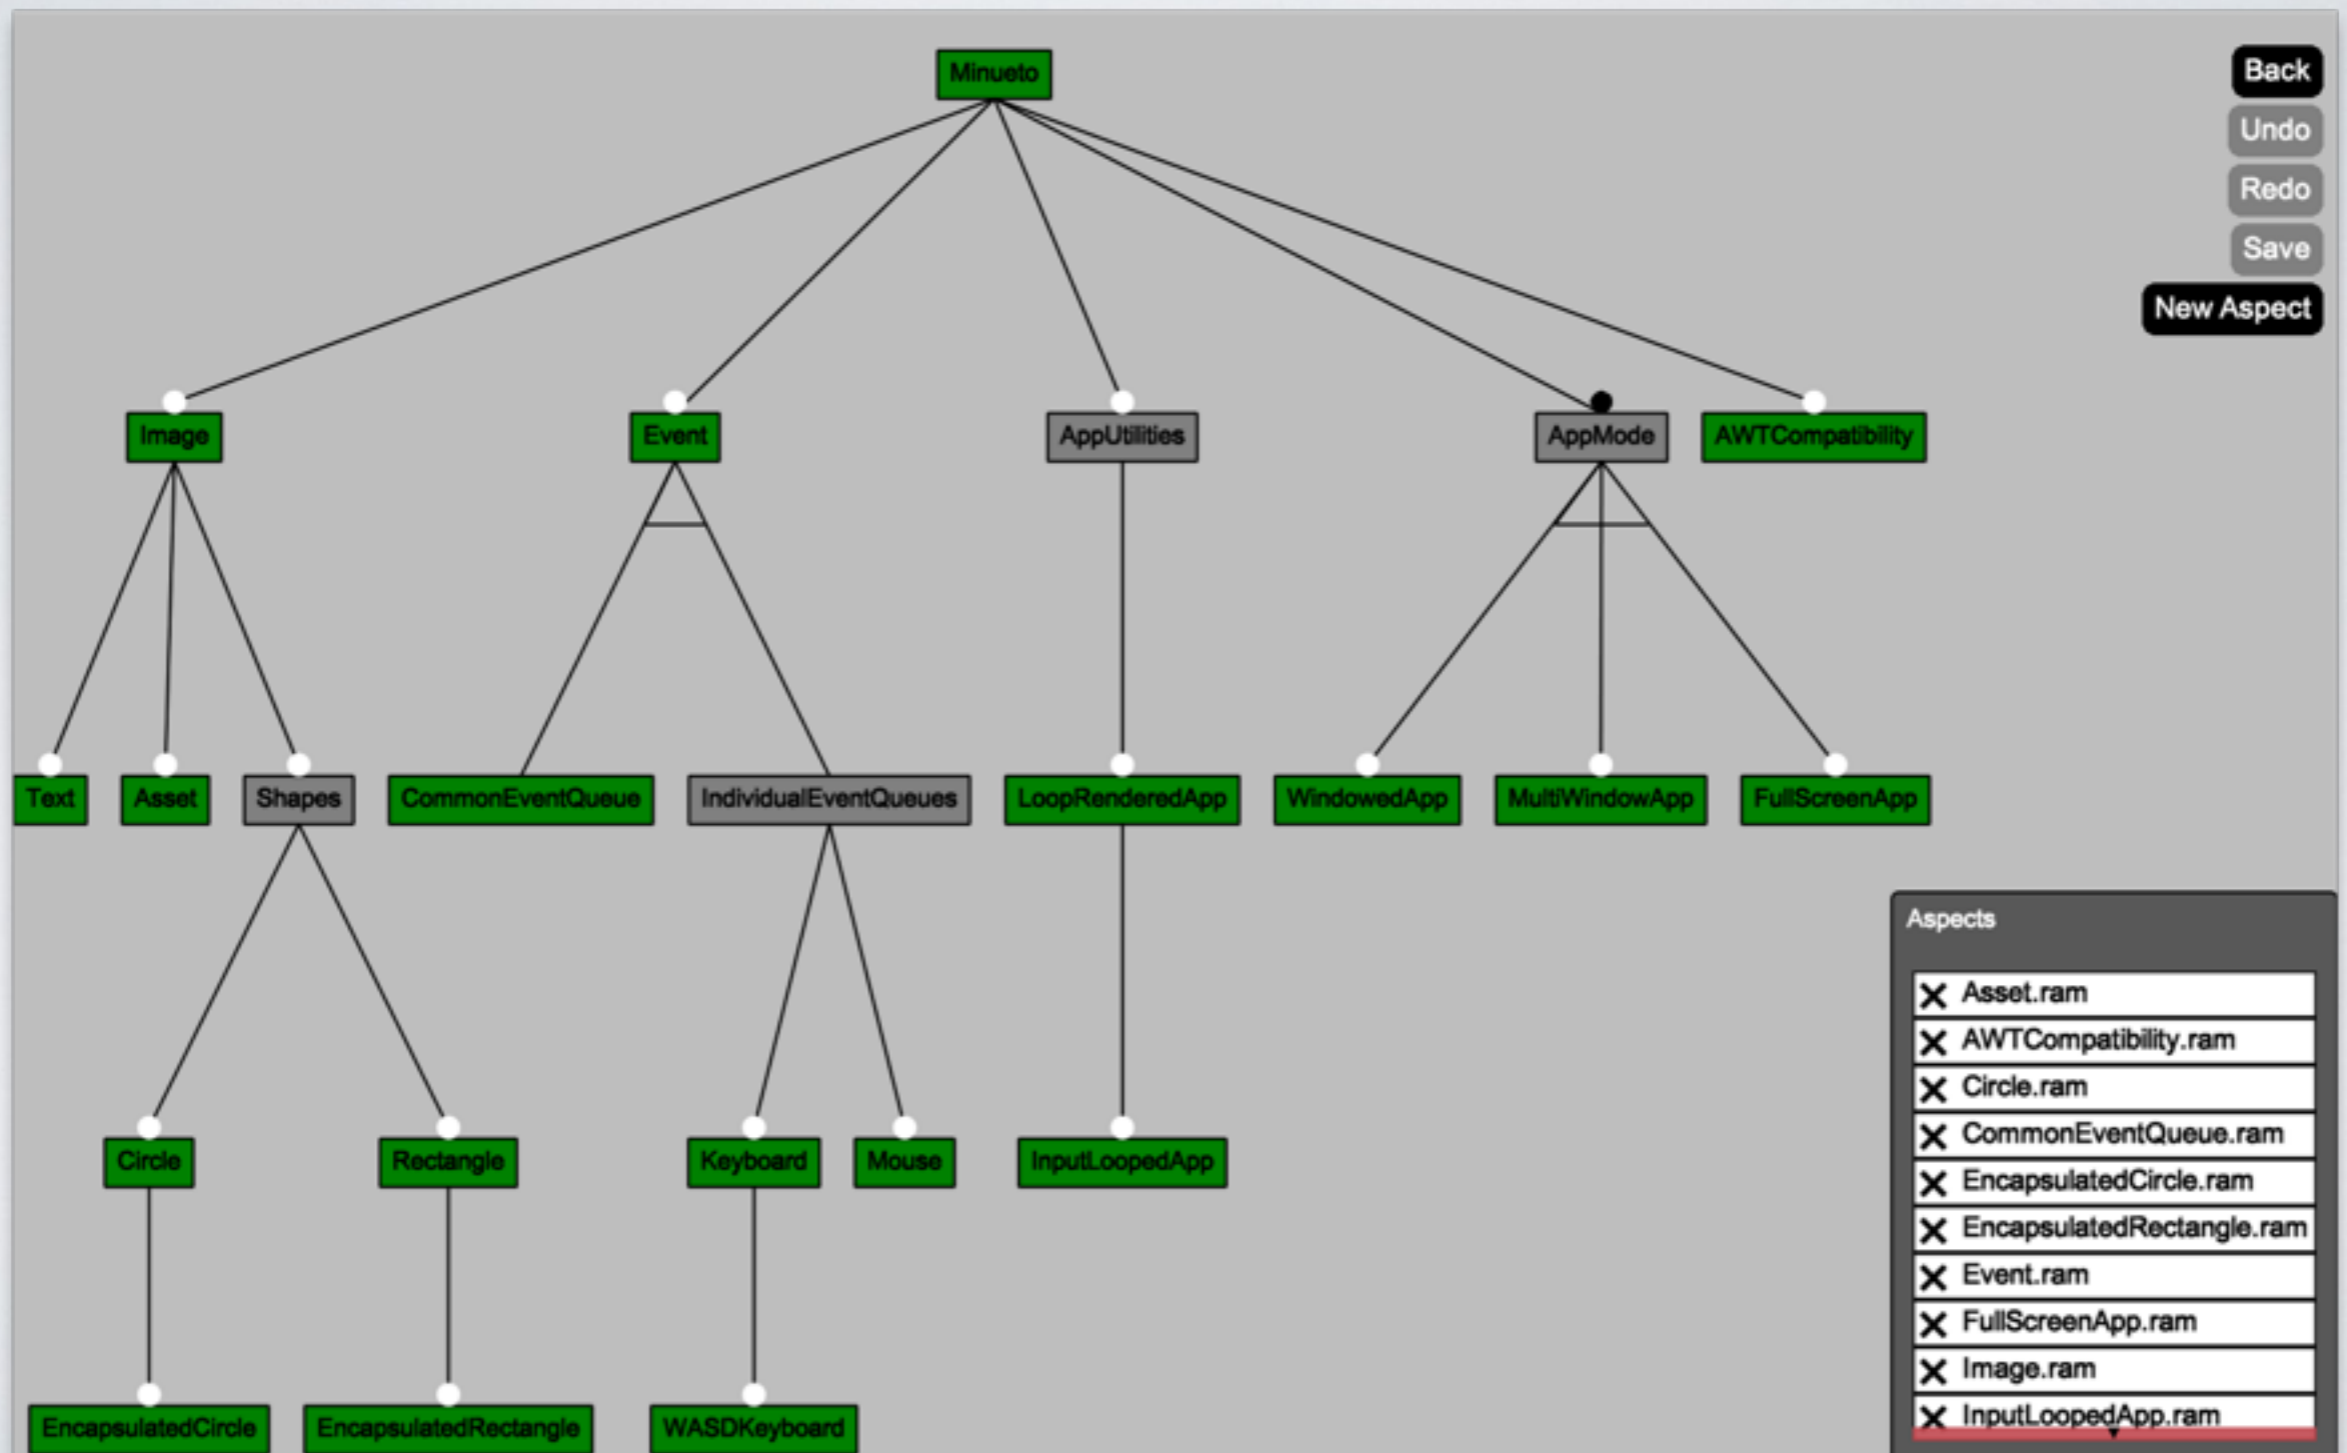 Minueto
Back
Undo
Redo
Save
New Aspect
Image
Event
AppUtilities
AppMode
AWTCompatibility
Text
Asset
Shapes
CommonEventQueue
IndividualEventQueues
LoopRenderedApp
WindowedApp
MultiWindowApp
FullScreenApp
Circle
Rectangle
Keyboard
Mouse
InputLoopedApp
EncapsulatedCircle
EncapsulatedRectangle
WASDKeyboard
Aspects
Asset.ram
AWTCompatibility.ram
Circle.ram
CommonEventQueue.ram
EncapsulatedCircle.ram
EncapsulatedRectangle.ram
Event.ram
FullScreenApp.ram
Image.ram
InputLoopedApp.ram